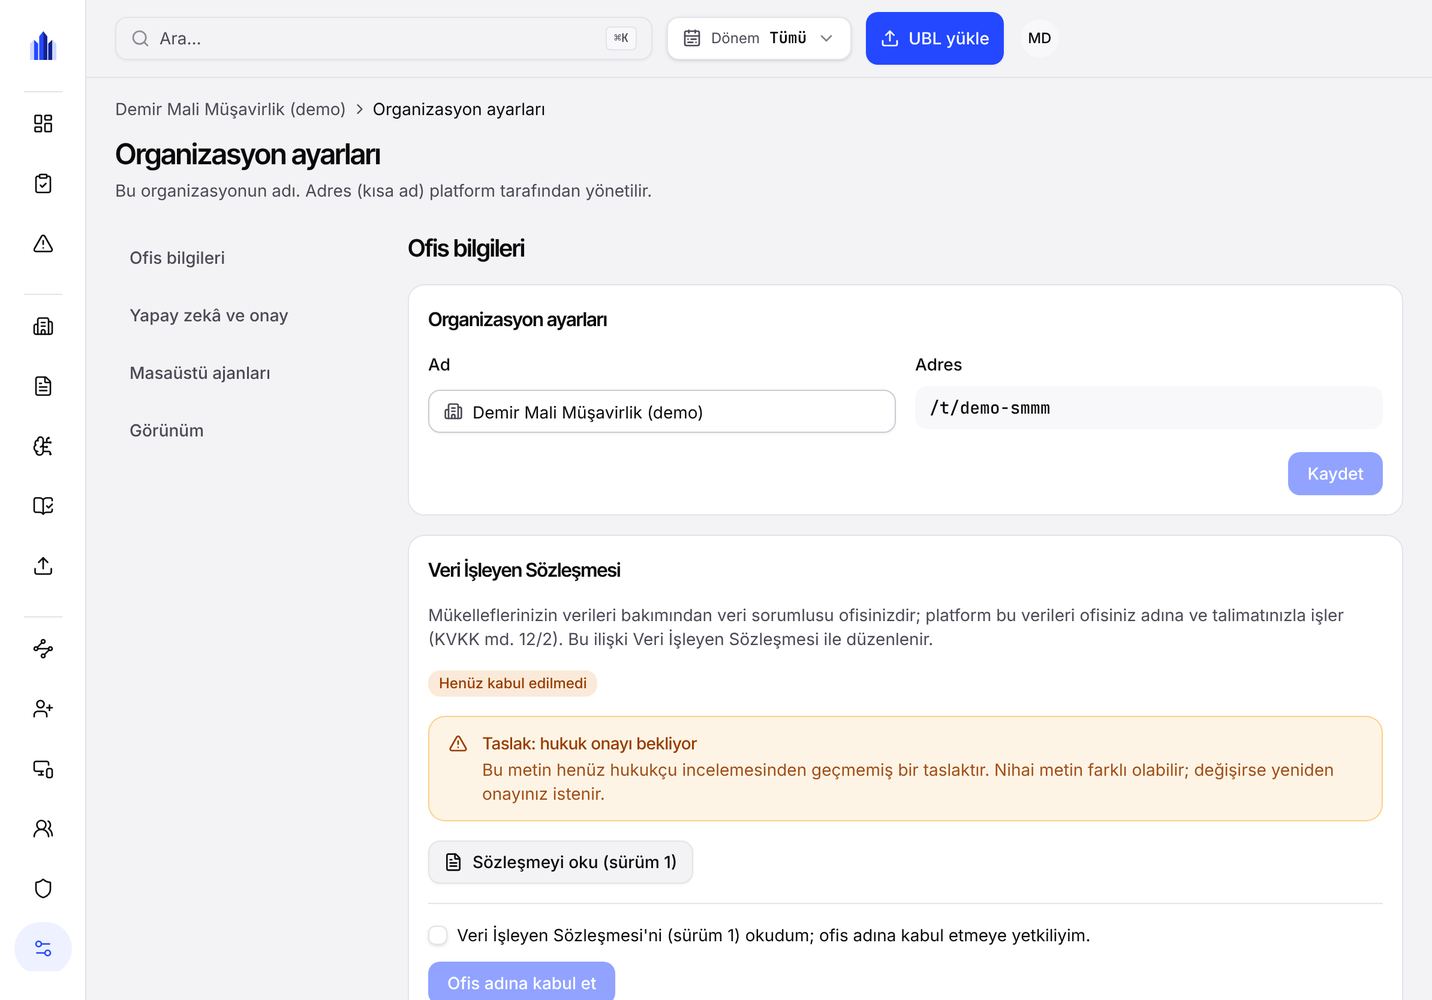 Ara...
⌘K
Dönem Tümü
UBL yükle
MD
Demir Mali Müşavirlik (demo)
Organizasyon ayarları
Organizasyon ayarları
Bu organizasyonun adı. Adres (kısa ad) platform tarafından yönetilir.
Ofis bilgileri
Yapay zekâ ve onay
Masaüstü ajanları
Görünüm
Ofis bilgileri
Organizasyon ayarları
Ad
Demir Mali Müşavirlik (demo)
Adres
/t/demo-smmm
Kaydet
Veri İşleyen Sözleşmesi
Mükelleflerinizin verileri bakımından veri sorumlusu ofisinizdir; platform bu verileri ofisiniz adına ve talimatınızla işler
(KVKK md. 12/2). Bu ilişki Veri İşleyen Sözleşmesi ile düzenlenir.
Henüz kabul edilmedi
Taslak: hukuk onayı bekliyor
Bu metin henüz hukukçu incelemesinden geçmemiş bir taslaktır. Nihai metin farklı olabilir; değişirse yeniden
onayınız istenir.
Sözleşmeyi oku (sürüm 1)
Veri İşleyen Sözleşmesi'ni (sürüm 1) okudum; ofis adına kabul etmeye yetkiliyim.
Ofis adına kabul et